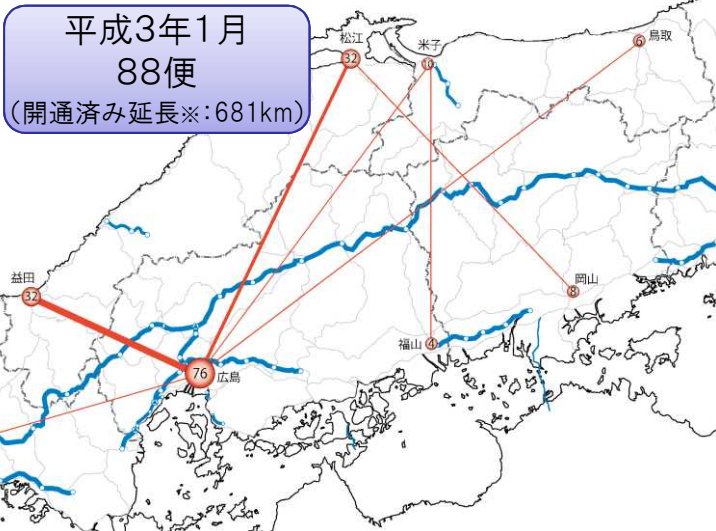 平成3年1月
88便
(開通済み延長※:681km)
松江
32
米子
10
6
鳥取
益田
32
岡山
8
福山
4
76
広島